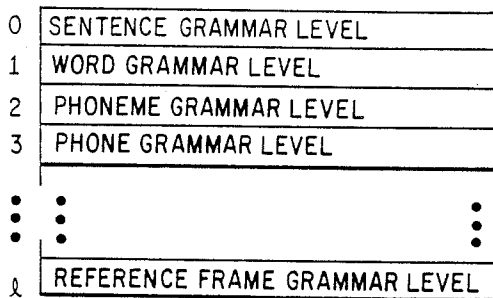 0 SENTENCE GRAMMAR LEVEL
1 WORD GRAMMAR LEVEL
2 PHONEME GRAMMAR LEVEL
3 PHONE GRAMMAR LEVEL
ℓ REFERENCE FRAME GRAMMAR LEVEL